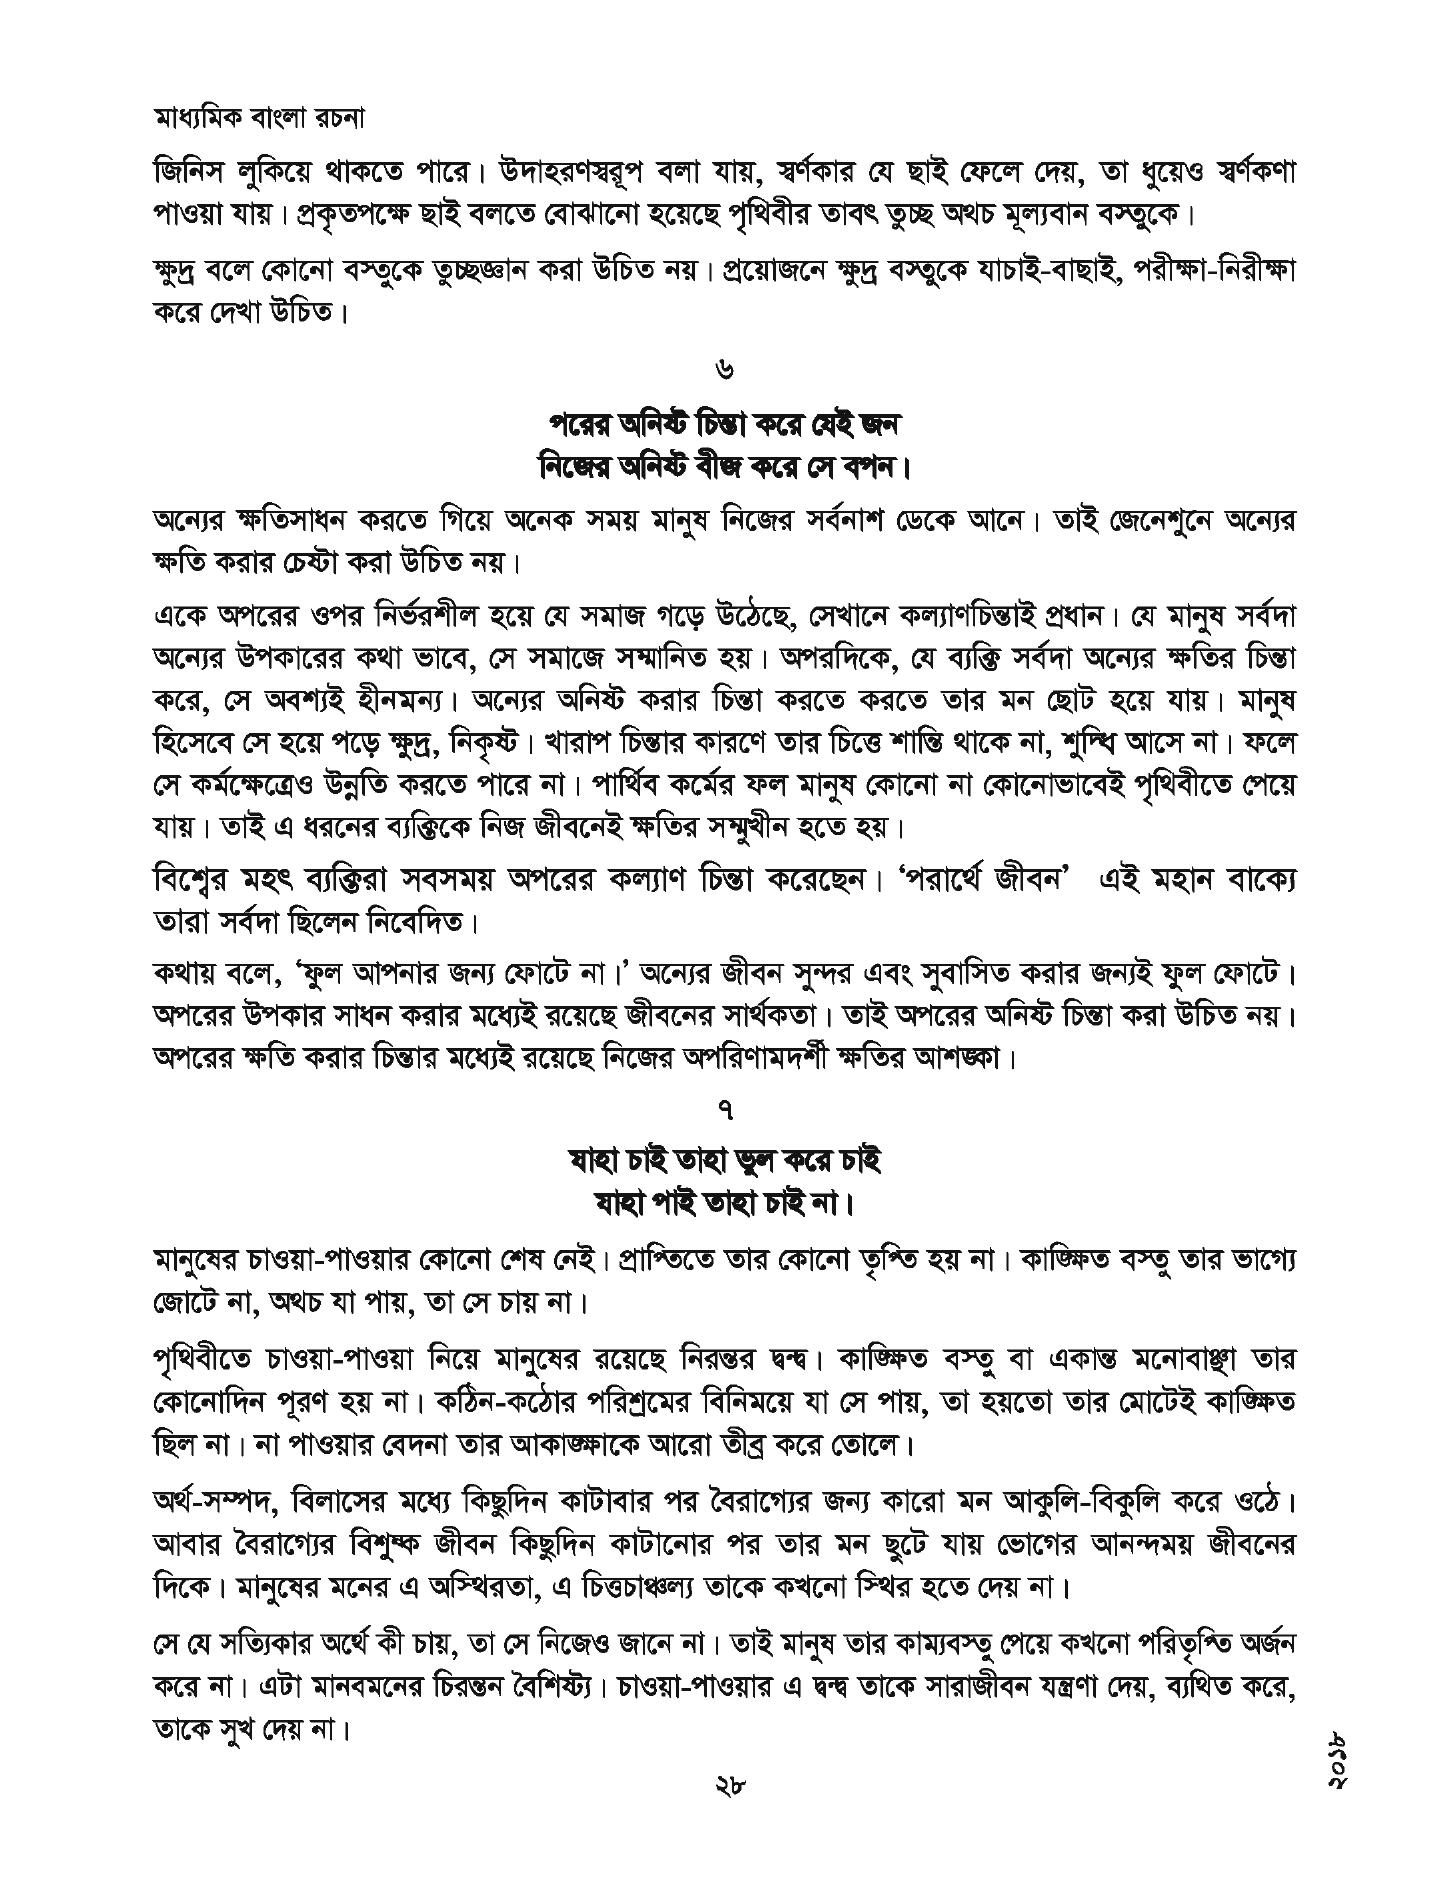 মাধ্যমিক বাংলা রচনা
জিনিস লুকিয়ে থাকতে পারে। উদাহরণস্বরূপ বলা যায়, স্বর্ণকার যে ছাই ফেলে দেয়, তা ধুয়েও স্বর্ণকণা
পাওয়া যায়। প্রকৃতপক্ষে ছাই বলতে বোঝানো হয়েছে পৃথিবীর তাবৎ তুচ্ছ অথচ মূল্যবান বস্তুকে।
ক্ষুদ্র বলে কোনো বস্তুকে তুচ্ছজ্ঞান করা উচিত নয়। প্রয়োজনে ক্ষুদ্র বস্তুকে যাচাই-বাছাই, পরীক্ষা-নিরীক্ষা
করে দেখা উচিত।
৬
পরের অনিষ্ট চিন্তা করে যেই জন
নিজের অনিষ্ট বীজ করে সে বপন।
অন্যের ক্ষতিসাধন করতে গিয়ে অনেক সময় মানুষ নিজের সর্বনাশ ডেকে আনে। তাই জেনেশুনে অন্যের
ক্ষতি করার চেষ্টা করা উচিত নয়।
একে অপরের ওপর নির্ভরশীল হয়ে যে সমাজ গড়ে উঠেছে, সেখানে কল্যাণচিন্তাই প্রধান। যে মানুষ সর্বদা
অন্যের উপকারের কথা ভাবে, সে সমাজে সম্মানিত হয়। অপরদিকে, যে ব্যক্তি সর্বদা অন্যের ক্ষতির চিন্তা
করে, সে অবশ্যই হীনমন্য। অন্যের অনিষ্ট করার চিন্তা করতে করতে তার মন ছোট হয়ে যায়। মানুষ
হিসেবে সে হয়ে পড়ে ক্ষুদ্র, নিকৃষ্ট। খারাপ চিন্তার কারণে তার চিত্তে শান্তি থাকে না, শুদ্ধি আসে না। ফলে
সে কর্মক্ষেত্রেও উন্নতি করতে পারে না। পার্থিব কর্মের ফল মানুষ কোনো না কোনোভাবেই পৃথিবীতে পেয়ে
যায়। তাই এ ধরনের ব্যক্তিকে নিজ জীবনেই ক্ষতির সম্মুখীন হতে হয়।
বিশ্বের মহৎ ব্যক্তিরা সবসময় অপরের কল্যাণ চিন্তা করেছেন। ‘পরার্থে জীবন’ এই মহান বাক্যে
তারা সর্বদা ছিলেন নিবেদিত।
কথায় বলে, ‘ফুল আপনার জন্য ফোটে না।’ অন্যের জীবন সুন্দর এবং সুবাসিত করার জন্যই ফুল ফোটে।
অপরের উপকার সাধন করার মধ্যেই রয়েছে জীবনের সার্থকতা। তাই অপরের অনিষ্ট চিন্তা করা উচিত নয়।
অপরের ক্ষতি করার চিন্তার মধ্যেই রয়েছে নিজের অপরিণামদর্শী ক্ষতির আশঙ্কা।
৭
যাহা চাই তাহা ভুল করে চাই
যাহা পাই তাহা চাই না।
মানুষের চাওয়া-পাওয়ার কোনো শেষ নেই। প্রাপ্তিতে তার কোনো তৃপ্তি হয় না। কাঙ্ক্ষিত বস্তু তার ভাগ্যে
জোটে না, অথচ যা পায়, তা সে চায় না।
পৃথিবীতে চাওয়া-পাওয়া নিয়ে মানুষের রয়েছে নিরন্তর দ্বন্দ্ব। কাঙ্ক্ষিত বস্তু বা একান্ত মনোবাঞ্ছা তার
কোনোদিন পূরণ হয় না। কঠিন-কঠোর পরিশ্রমের বিনিময়ে যা সে পায়, তা হয়তো তার মোটেই কাঙ্ক্ষিত
ছিল না। না পাওয়ার বেদনা তার আকাঙ্ক্ষাকে আরো তীব্র করে তোলে।
অর্থ-সম্পদ, বিলাসের মধ্যে কিছুদিন কাটাবার পর বৈরাগ্যের জন্য কারো মন আকুলি-বিকুলি করে ওঠে।
আবার বৈরাগ্যের বিশুষ্ক জীবন কিছুদিন কাটানোর পর তার মন ছুটে যায় ভোগের আনন্দময় জীবনের
দিকে। মানুষের মনের এ অস্থিরতা, এ চিত্তচাঞ্চল্য তাকে কখনো স্থির হতে দেয় না।
সে যে সত্যিকার অর্থে কী চায়, তা সে নিজেও জানে না। তাই মানুষ তার কাম্যবস্তু পেয়ে কখনো পরিতৃপ্তি অর্জন
করে না। এটা মানবমনের চিরন্তন বৈশিষ্ট্য। চাওয়া-পাওয়ার এ দ্বন্দ্ব তাকে সারাজীবন যন্ত্রণা দেয়, ব্যথিত করে,
তাকে সুখ দেয় না।
২৮
২০১৮